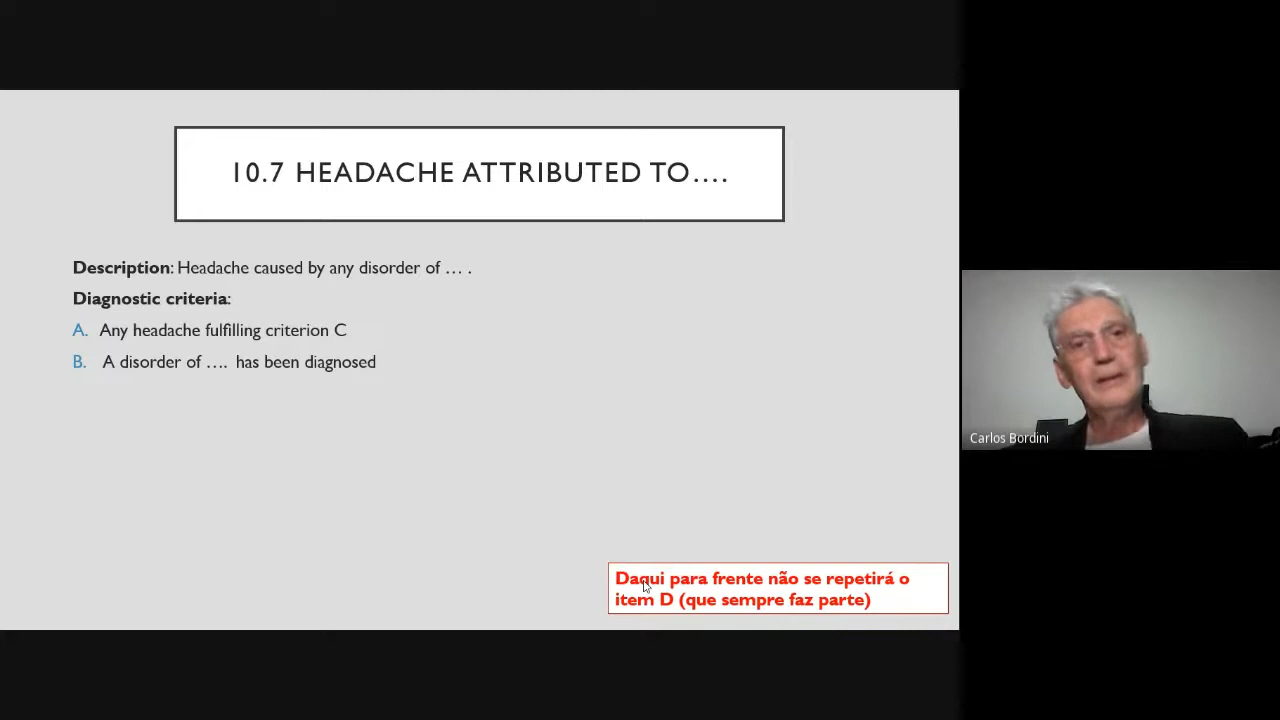 10.7 HEADACHE ATTRIBUTED TO....
Description: Headache caused by any disorder of ... .
Diagnostic criteria:
A. Any headache fulfilling criterion C
B. A disorder of .... has been diagnosed
Daqui para frente não se repetirá o
item D (que sempre faz parte)
Carlos Bordini